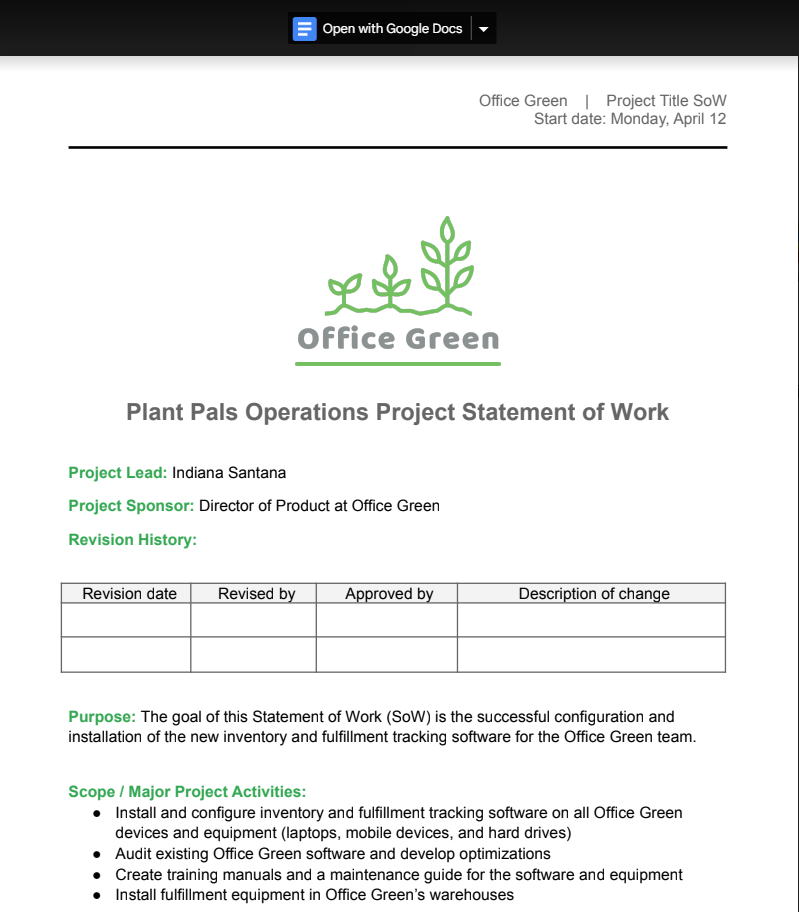 Open with Google Docs
Office Green | Project Title SoW
Start date: Monday, April 12
Office Green
Plant Pals Operations Project Statement of Work
Project Lead: Indiana Santana
Project Sponsor: Director of Product at Office Green
Revision History:
Revision date Revised by Approved by Description of change
Purpose: The goal of this Statement of Work (SoW) is the successful configuration and
installation of the new inventory and fulfillment tracking software for the Office Green team.
Scope / Major Project Activities:
● Install and configure inventory and fulfillment tracking software on all Office Green
devices and equipment (laptops, mobile devices, and hard drives)
● Audit existing Office Green software and develop optimizations
● Create training manuals and a maintenance guide for the software and equipment
● Install fulfillment equipment in Office Green's warehouses